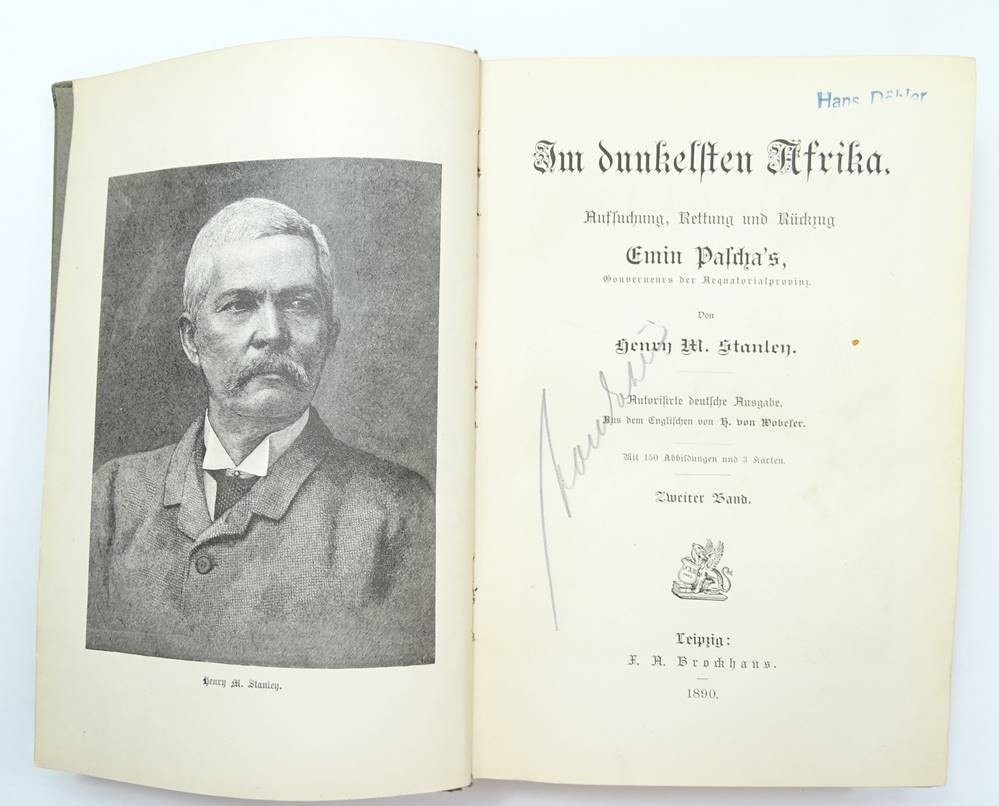 Henry M. Stanley.
Hans
Im dunkelsten Afrika.
Aufsuchung, Rettung und Rückzug
Emin Pascha's,
Gouverneurs der Aequatorialprovinz.
Von
Henry M. Stanley.
Autorisirte deutsche Ausgabe.
Aus dem Englischen von H. von Wobeser.
Mit 150 Abbildungen und 3 Karten.
Zweiter Band.
Leipzig:
F. A. Brockhaus.
1890.